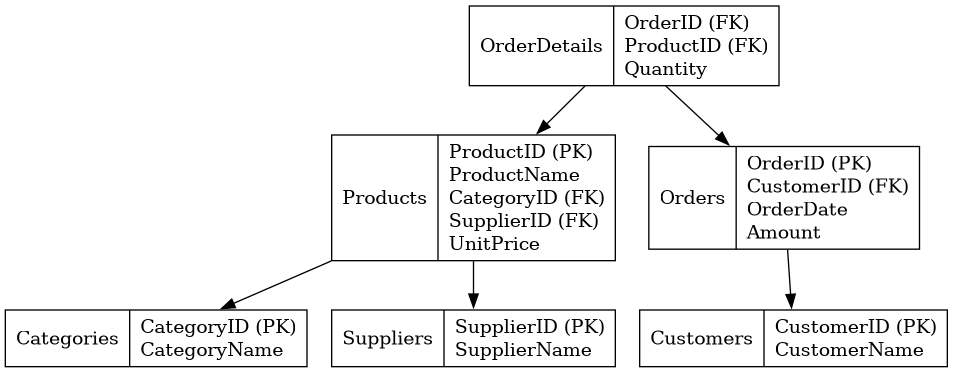 OrderDetails
OrderID (FK)
ProductID (FK)
Quantity
Products
ProductID (PK)
ProductName
CategoryID (FK)
SupplierID (FK)
UnitPrice
Orders
OrderID (PK)
CustomerID (FK)
OrderDate
Amount
Categories
CategoryID (PK)
CategoryName
Suppliers
SupplierID (PK)
SupplierName
Customers
CustomerID (PK)
CustomerName